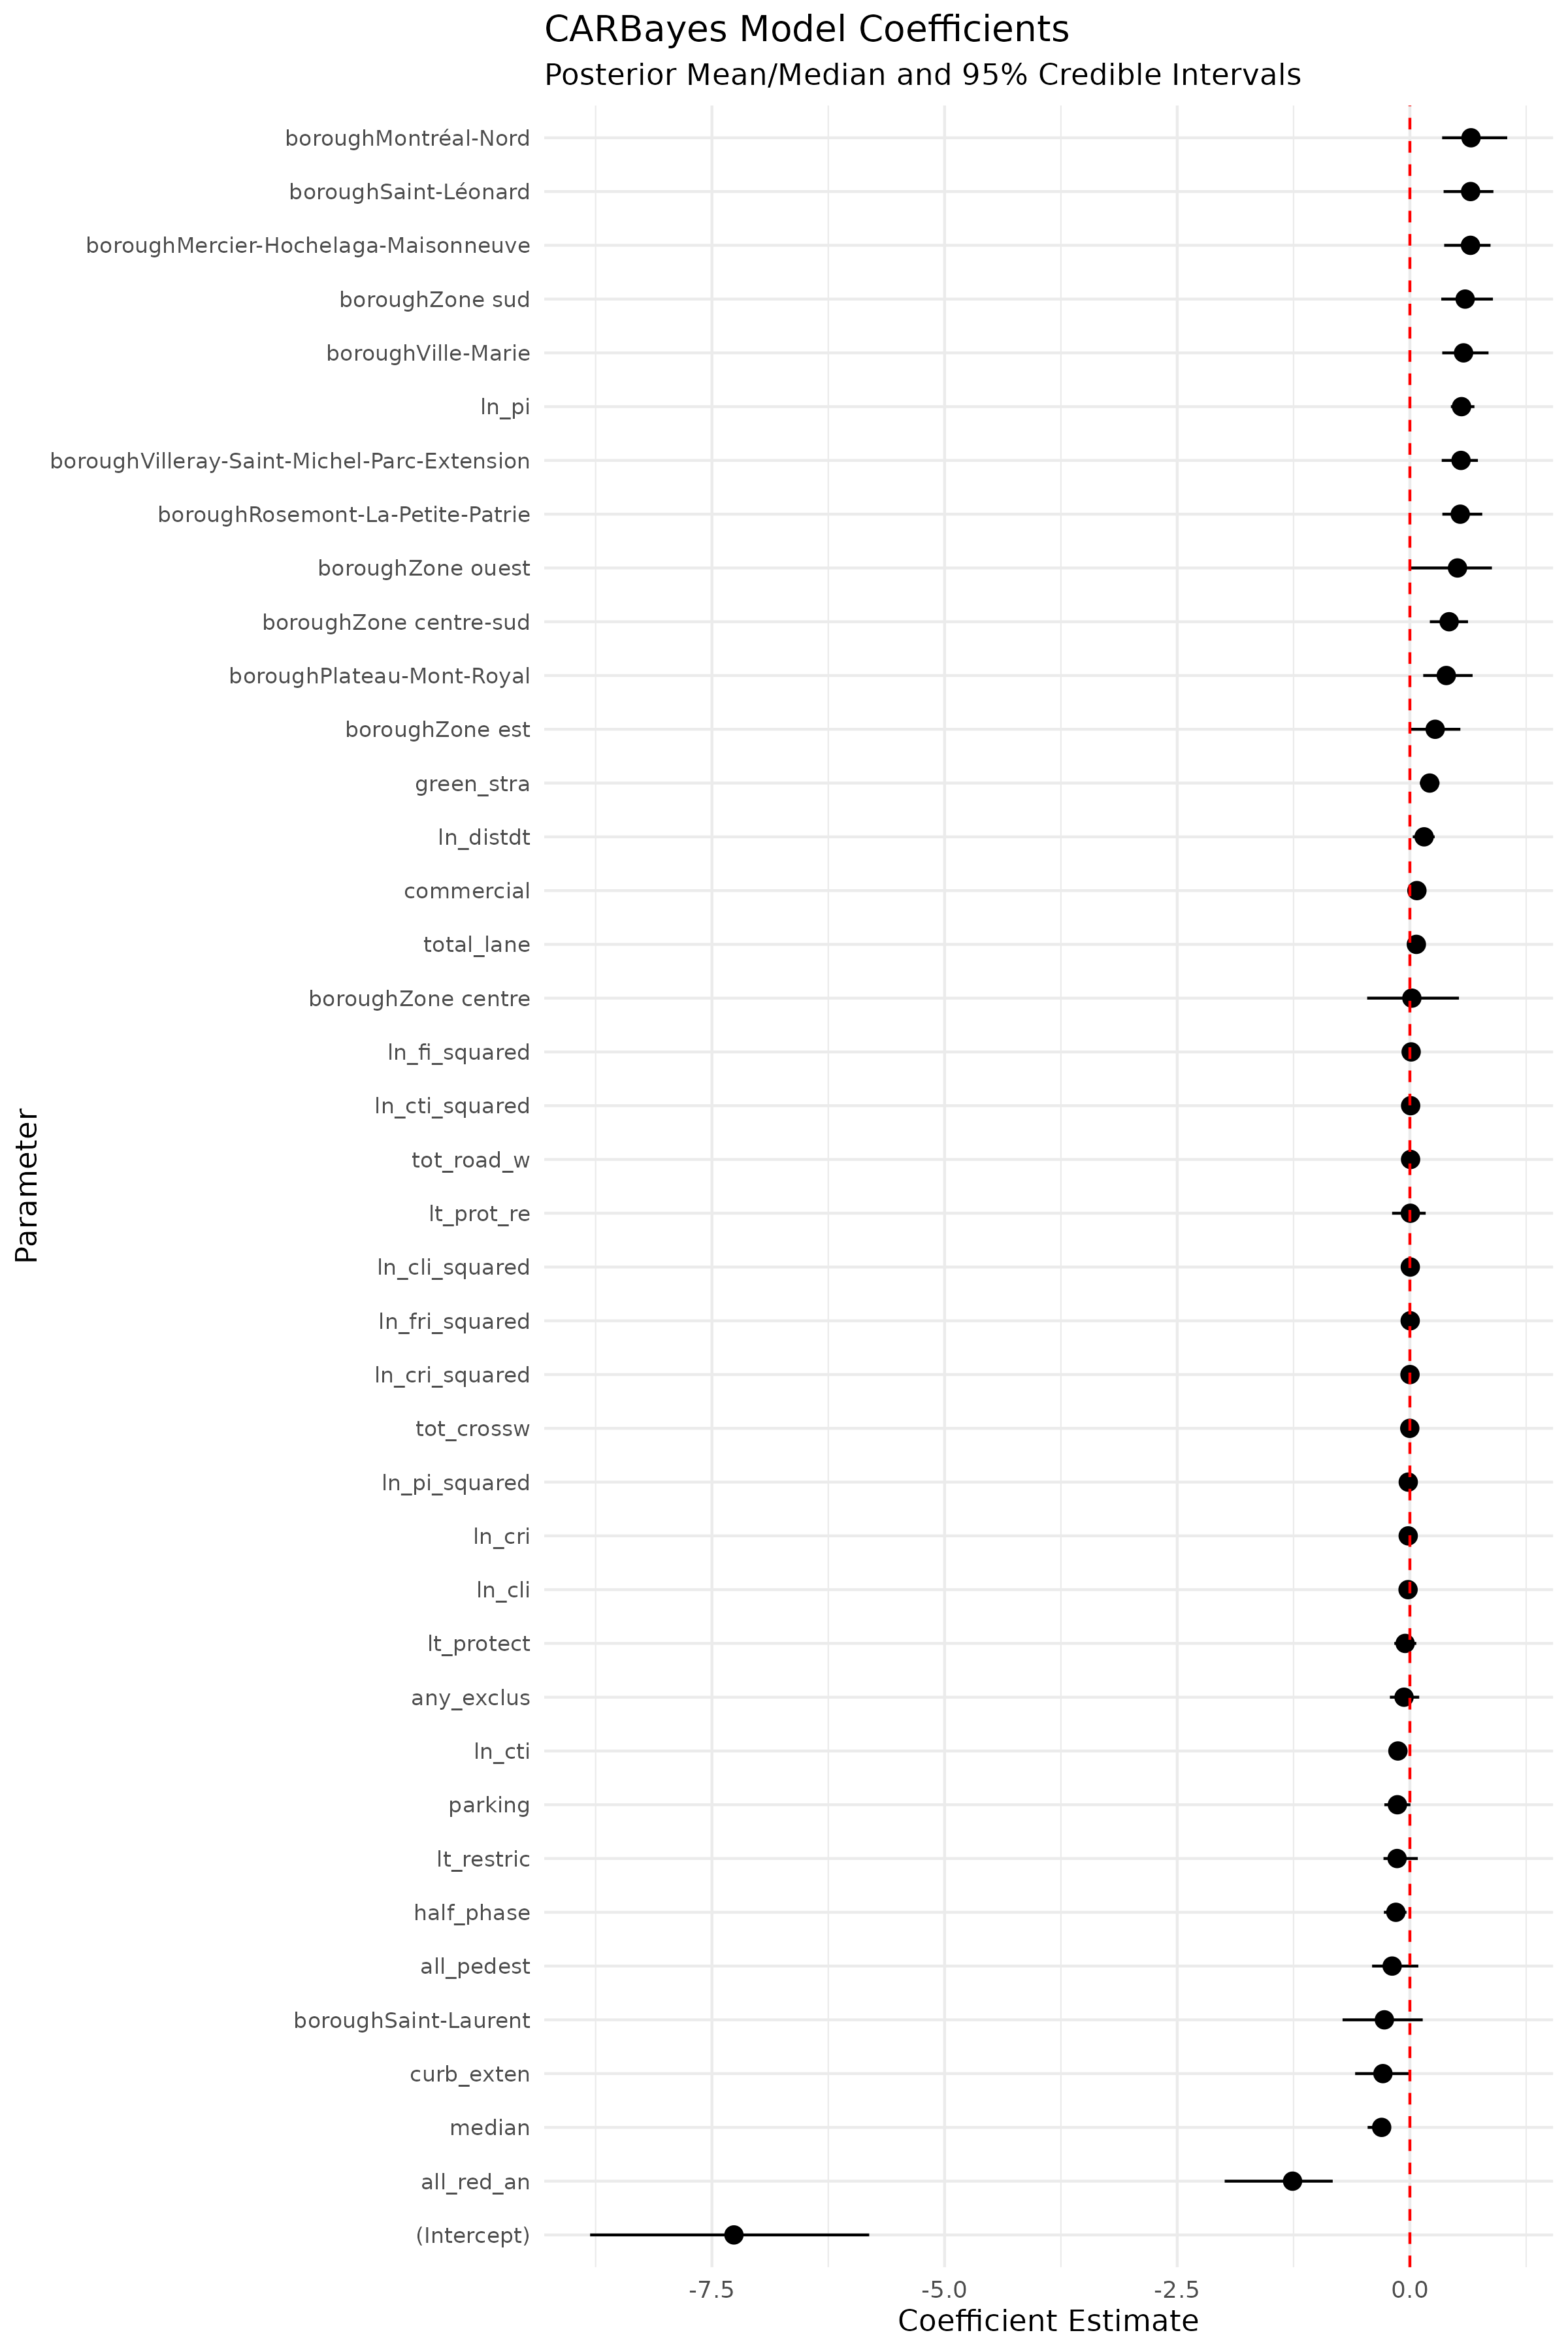 CARBayes Model Coefficients
Posterior Mean/Median and 95% Credible Intervals
boroughMontréal-Nord
boroughSaint-Léonard
boroughMercier-Hochelaga-Maisonneuve
boroughZone sud
boroughVille-Marie
ln_pi
boroughVilleray-Saint-Michel-Parc-Extension
boroughRosemont-La-Petite-Patrie
boroughZone ouest
boroughZone centre-sud
boroughPlateau-Mont-Royal
boroughZone est
green_stra
ln_distdt
commercial
total_lane
boroughZone centre
ln_fi_squared
ln_cti_squared
tot_road_w
lt_prot_re
ln_cli_squared
ln_fri_squared
ln_cri_squared
tot_crossw
ln_pi_squared
ln_cri
ln_cli
lt_protect
any_exclus
ln_cti
parking
lt_restric
half_phase
all_pedest
boroughSaint-Laurent
curb_exten
median
all_red_an
(Intercept)
Parameter
-7.5 -5.0 -2.5 0.0
Coefficient Estimate